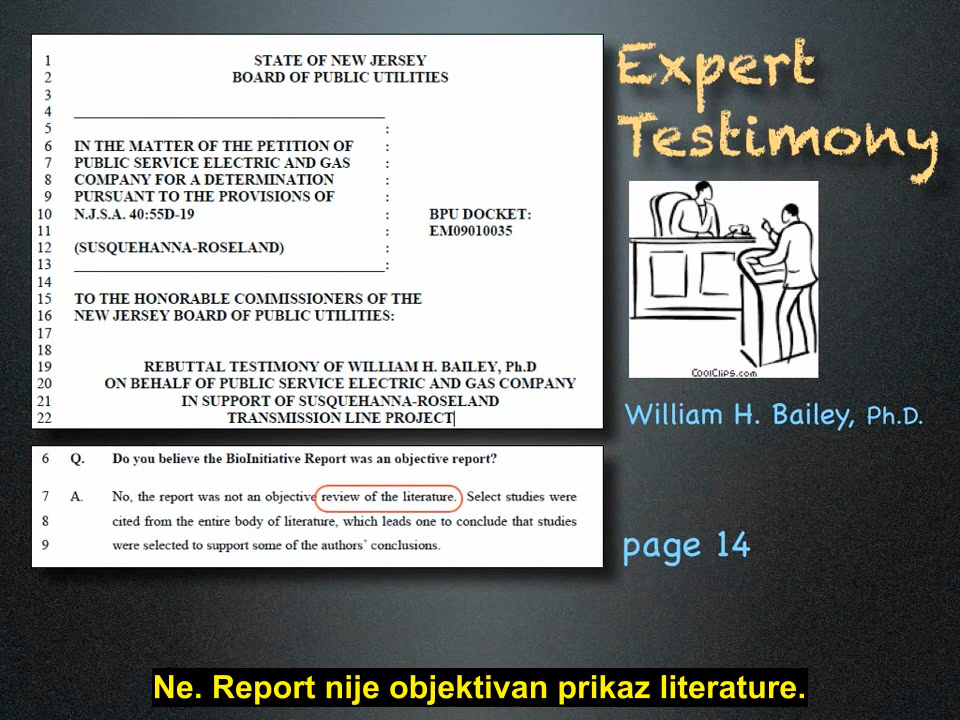 Expert
Testimony
1 STATE OF NEW JERSEY
2 BOARD OF PUBLIC UTILITIES
3
4
5 :
6 IN THE MATTER OF THE PETITION OF :
7 PUBLIC SERVICE ELECTRIC AND GAS :
8 COMPANY FOR A DETERMINATION :
9 PURSUANT TO THE PROVISIONS OF :
10 N.J.S.A. 40:55D-19 : BPU DOCKET:
11 : EM09010035
12 (SUSQUEHANNA-ROSELAND) :
13 :
14
15 TO THE HONORABLE COMMISSIONERS OF THE
16 NEW JERSEY BOARD OF PUBLIC UTILITIES:
17
18
19 REBUTTAL TESTIMONY OF WILLIAM H. BAILEY, Ph.D
20 ON BEHALF OF PUBLIC SERVICE ELECTRIC AND GAS COMPANY
21 IN SUPPORT OF SUSQUEHANNA-ROSELAND
22 TRANSMISSION LINE PROJECT
COOLCLIPS.com
William H. Bailey, Ph.D.
6 Q. Do you believe the BioInitiative Report was an objective report?
7 A. No, the report was not an objective review of the literature. Select studies were
8 cited from the entire body of literature, which leads one to conclude that studies
9 were selected to support some of the authors' conclusions.
page 14
Ne. Report nije objektivan prikaz literature.